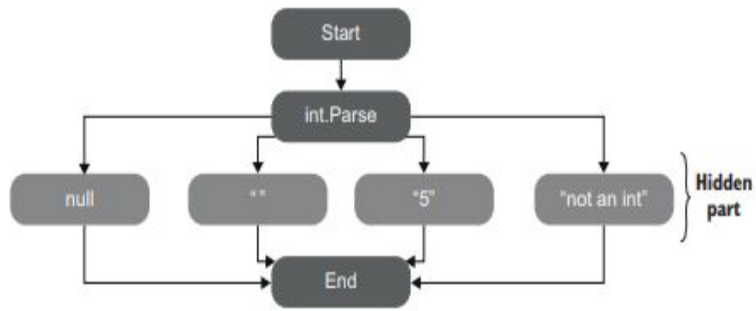 Start
int.Parse
null
“ ”
“5”
“not an int”
Hidden
part
End